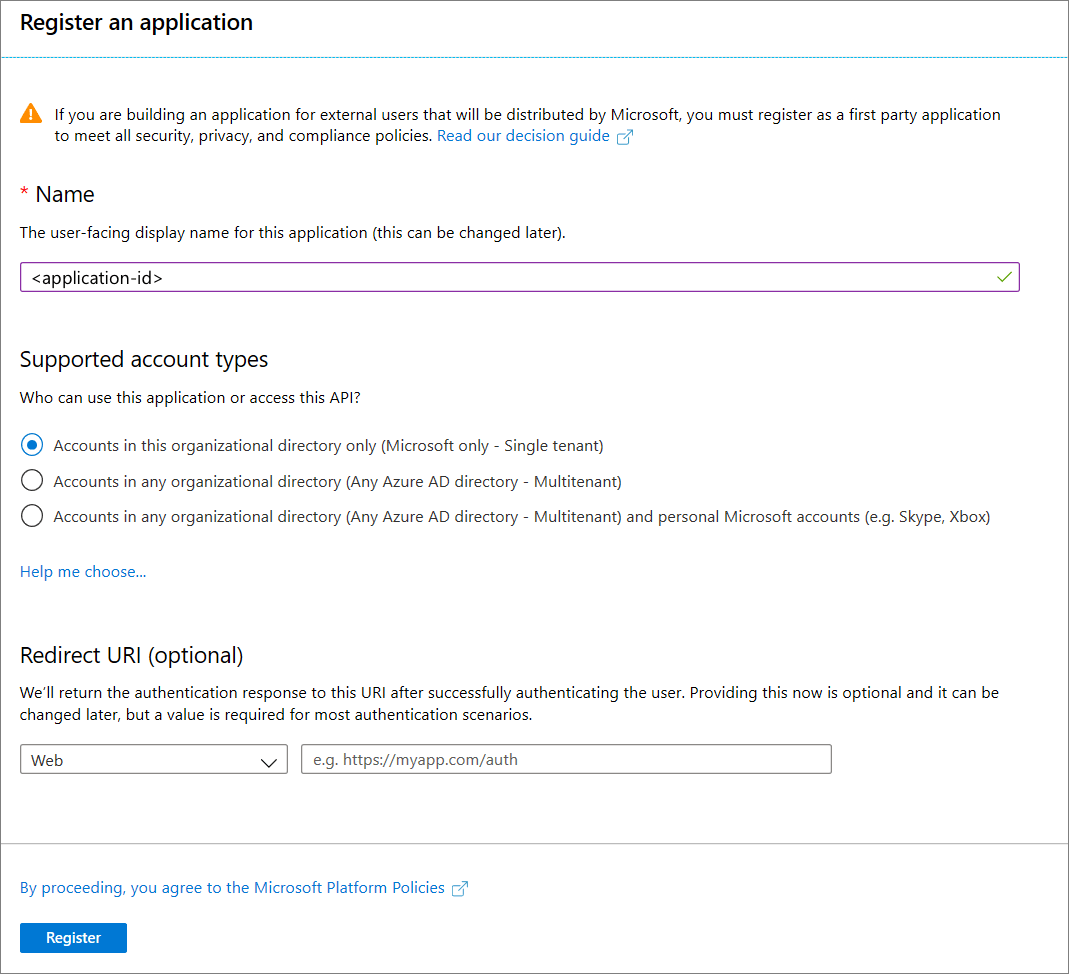 Register an application
If you are building an application for external users that will be distributed by Microsoft, you must register as a first party application
to meet all security, privacy, and compliance policies. Read our decision guide
* Name
The user-facing display name for this application (this can be changed later).
<application-id>
Supported account types
Who can use this application or access this API?
Accounts in this organizational directory only (Microsoft only - Single tenant)
Accounts in any organizational directory (Any Azure AD directory - Multitenant)
Accounts in any organizational directory (Any Azure AD directory - Multitenant) and personal Microsoft accounts (e.g. Skype, Xbox)
Help me choose...
Redirect URI (optional)
We'll return the authentication response to this URI after successfully authenticating the user. Providing this now is optional and it can be
changed later, but a value is required for most authentication scenarios.
Web e.g. https://myapp.com/auth
By proceeding, you agree to the Microsoft Platform Policies
Register